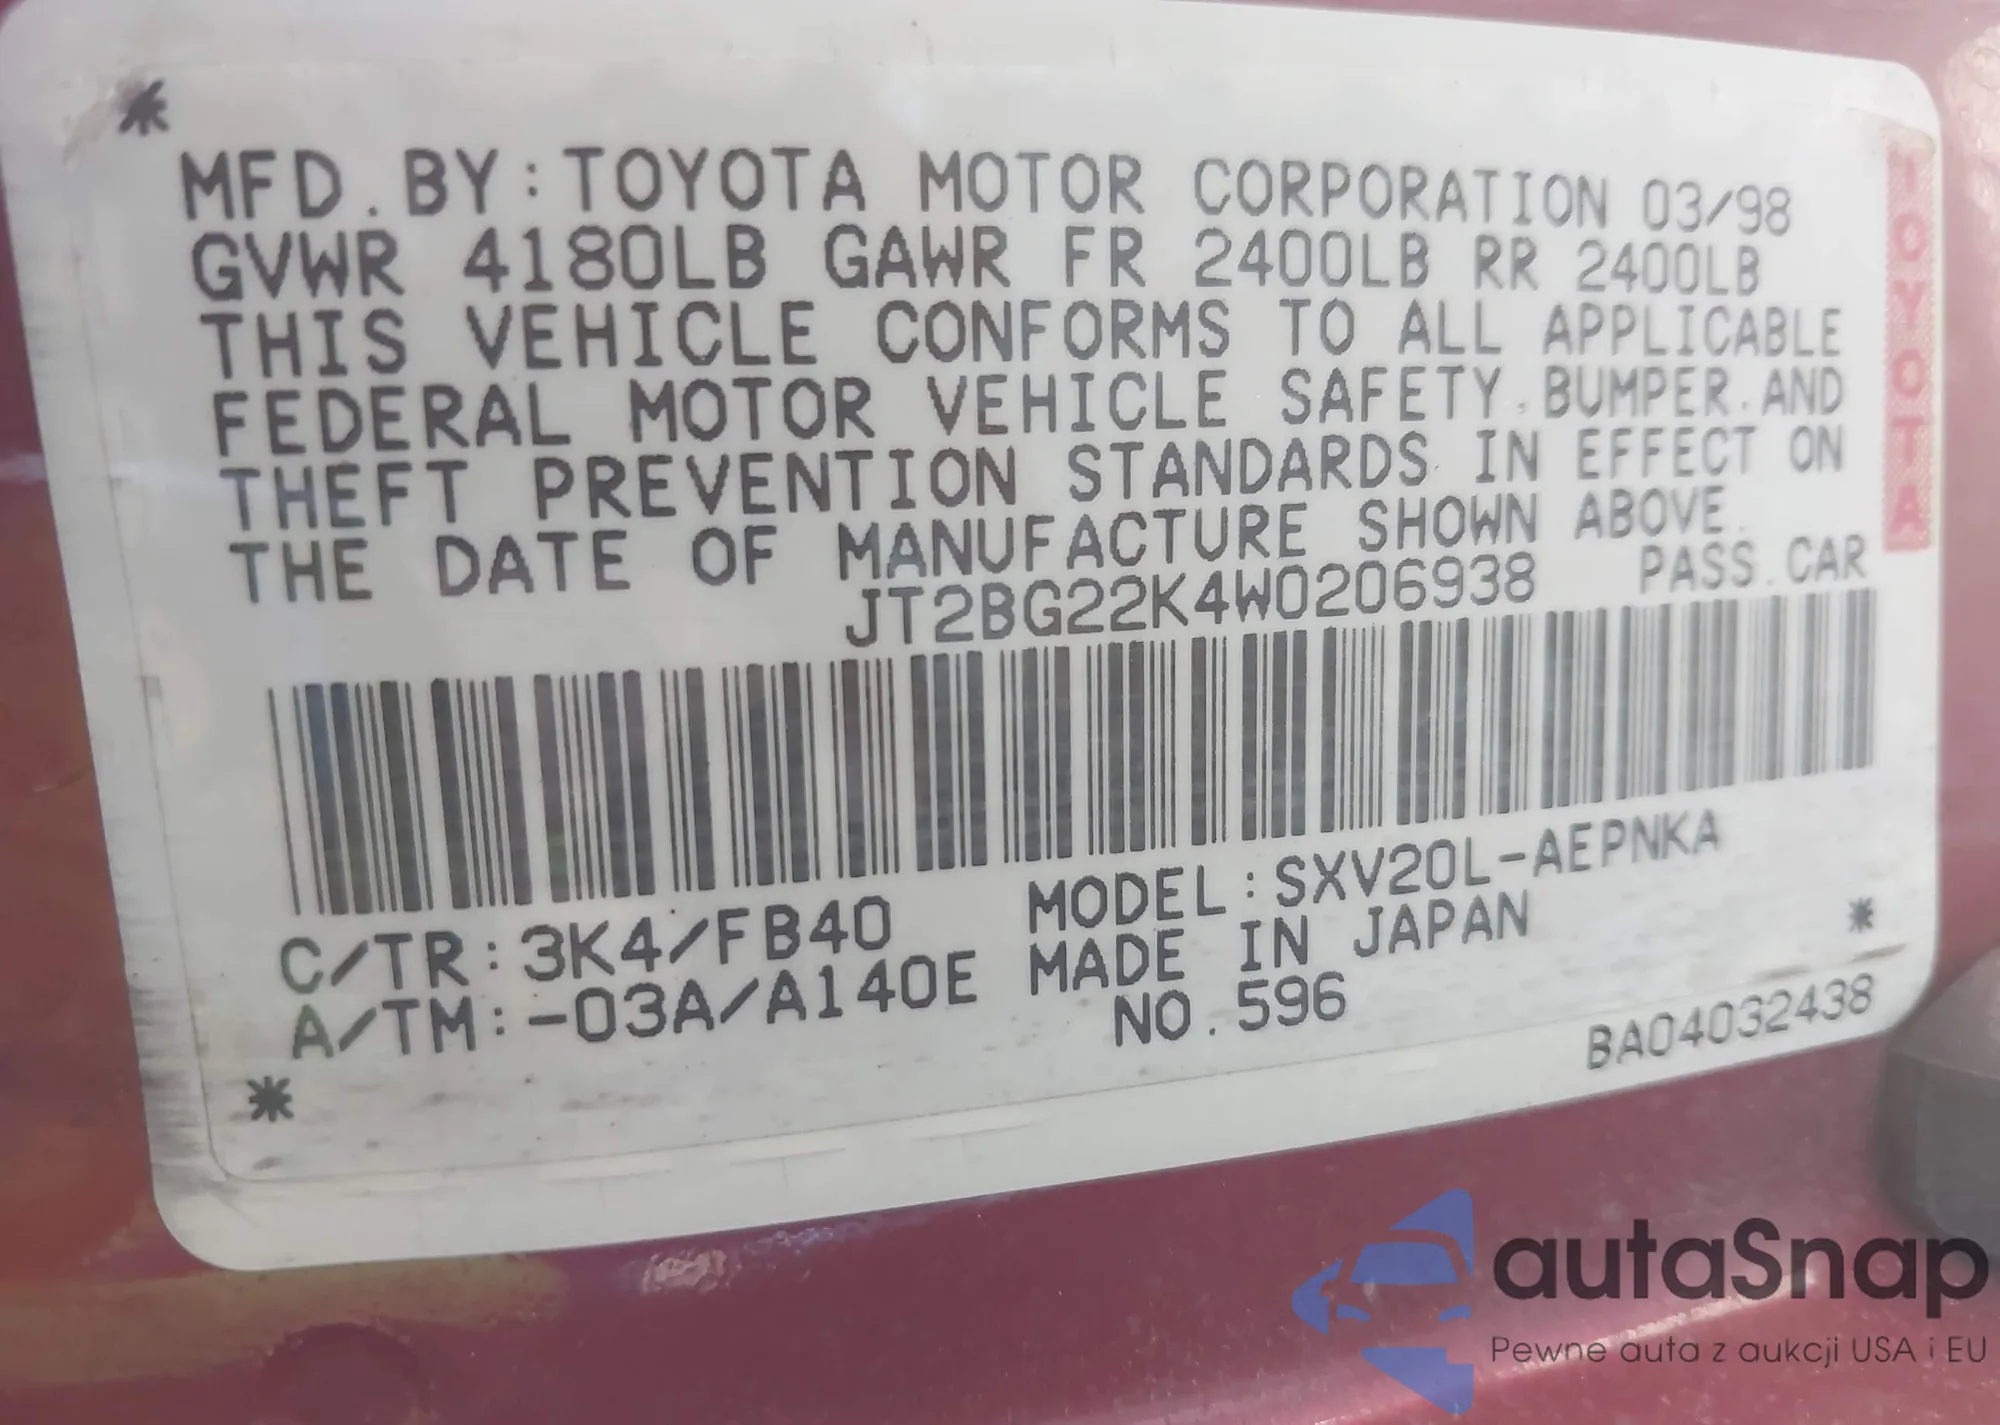 MFD.BY:TOYOTA MOTOR CORPORATION 03/98
GVWR 4180LB GAWR FR 2400LB RR 2400LB
THIS VEHICLE CONFORMS TO ALL APPLICABLE
FEDERAL MOTOR VEHICLE SAFETY,BUMPER,AND
THEFT PREVENTION STANDARDS IN EFFECT ON
THE DATE OF MANUFACTURE SHOWN ABOVE.
JT2BG22K4W0206938 PASS.CAR
C/TR:3K4/FB40 MODEL:SXV20L-AEPNKA
A/TM:-03A/A140E MADE IN JAPAN
NO.596
BA04032438
TOYOTA
autaSnap
Pewne auta z aukcji USA i EU